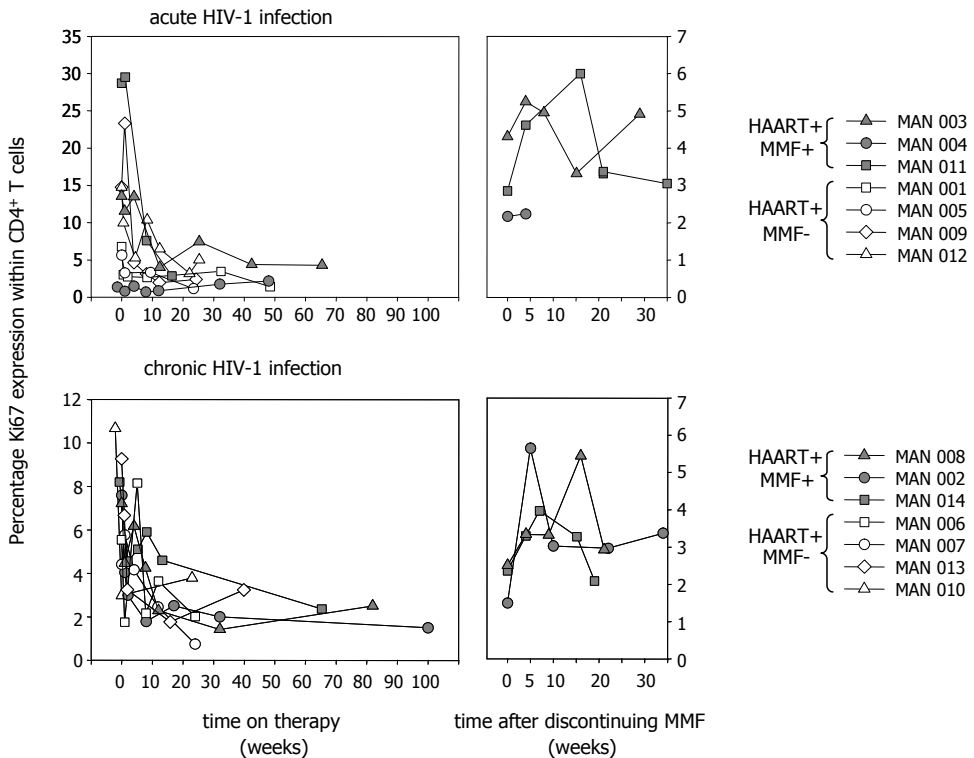 acute HIV-1 infection
35
30
25
20
15
10
5
0
0 10 20 30 40 50 60 70 80 90 100
7
6
5
4
3
2
1
0
0 5 10 20 30
HAART+
MMF+
MAN 003
MAN 004
MAN 011
HAART+
MMF-
MAN 001
MAN 005
MAN 009
MAN 012
Percentage Ki67 expression within CD4+ T cells
chronic HIV-1 infection
12
10
8
6
4
2
0
0 10 20 30 40 50 60 70 80 90 100
7
6
5
4
3
2
1
0
0 5 10 20 30
HAART+
MMF+
MAN 008
MAN 002
MAN 014
HAART+
MMF-
MAN 006
MAN 007
MAN 013
MAN 010
time on therapy
(weeks)
time after discontinuing MMF
(weeks)